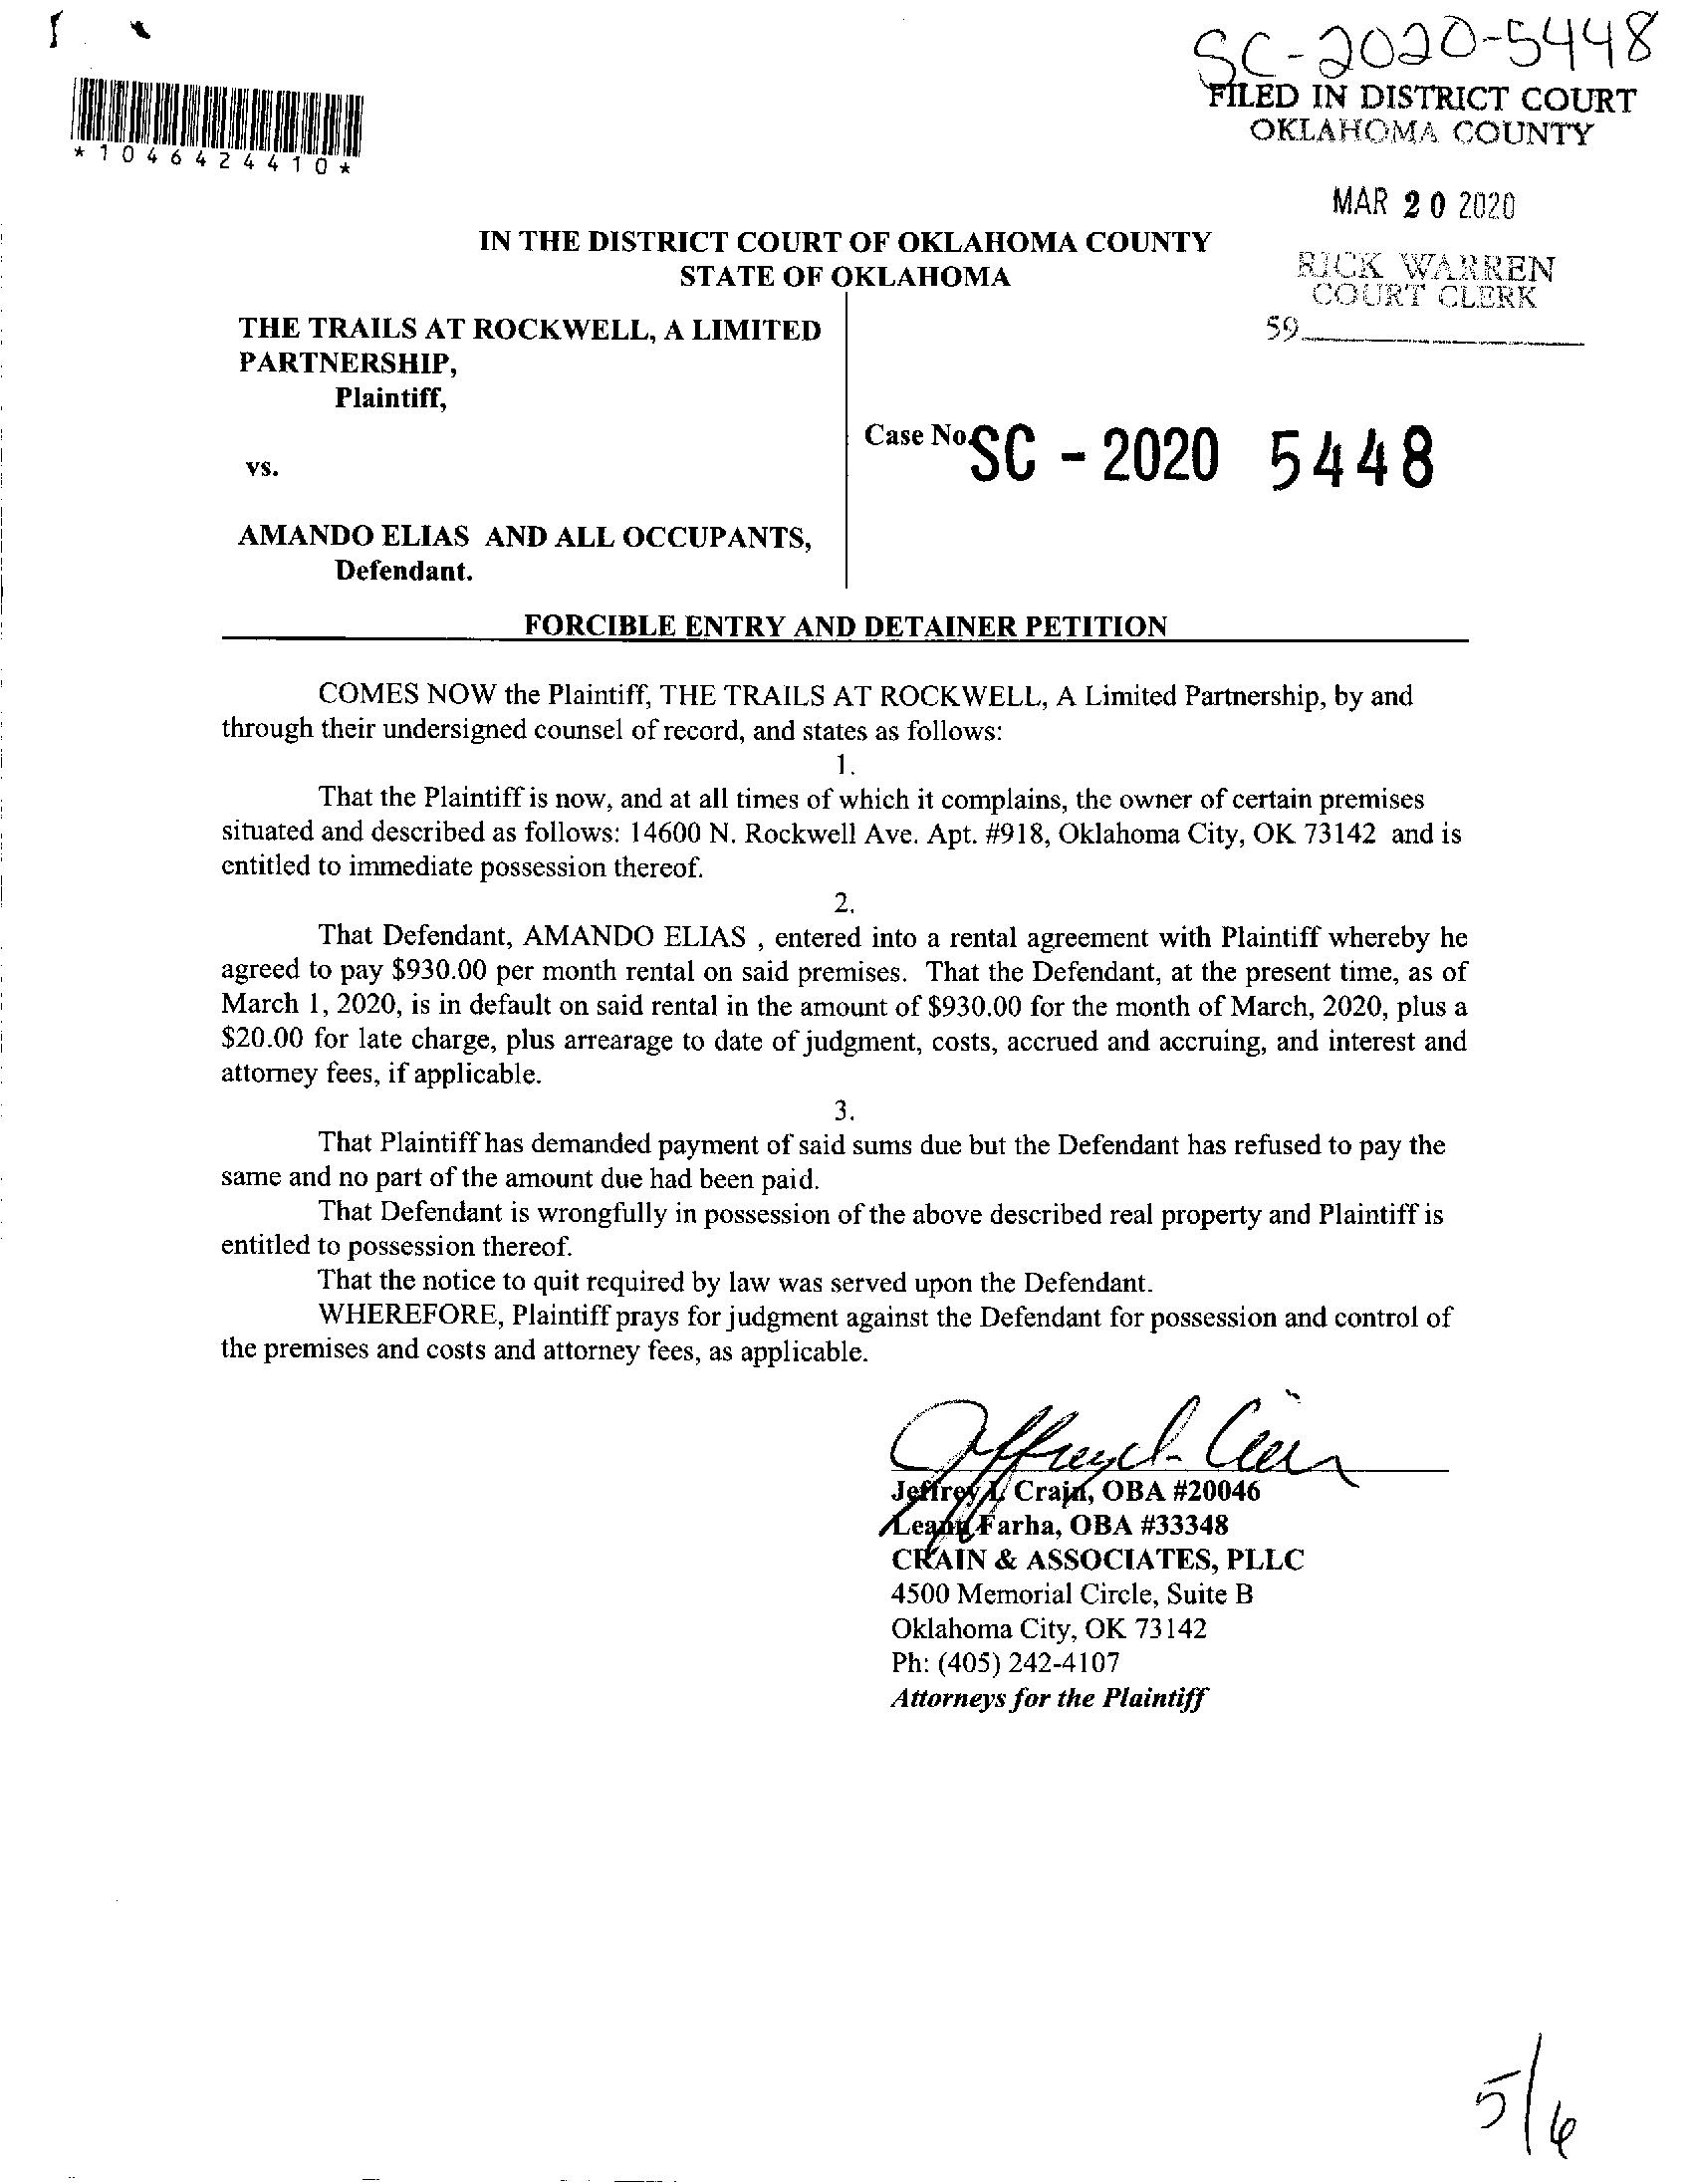 SC-2020-5448
FILED IN DISTRICT COURT
OKLAHOMA COUNTY
*1046424410*
MAR 20 2020
IN THE DISTRICT COURT OF OKLAHOMA COUNTY
STATE OF OKLAHOMA
RICK WARREN
COURT CLERK
59
THE TRAILS AT ROCKWELL, A LIMITED
PARTNERSHIP,
Plaintiff,
Case No. SC - 2020 5448
vs.
AMANDO ELIAS AND ALL OCCUPANTS,
Defendant.
FORCIBLE ENTRY AND DETAINER PETITION
COMES NOW the Plaintiff, THE TRAILS AT ROCKWELL, A Limited Partnership, by and
through their undersigned counsel of record, and states as follows:
1.
That the Plaintiff is now, and at all times of which it complains, the owner of certain premises
situated and described as follows: 14600 N. Rockwell Ave. Apt. #918, Oklahoma City, OK 73142 and is
entitled to immediate possession thereof.
2.
That Defendant, AMANDO ELIAS , entered into a rental agreement with Plaintiff whereby he
agreed to pay $930.00 per month rental on said premises. That the Defendant, at the present time, as of
March 1, 2020, is in default on said rental in the amount of $930.00 for the month of March, 2020, plus a
$20.00 for late charge, plus arrearage to date of judgment, costs, accrued and accruing, and interest and
attorney fees, if applicable.
3.
That Plaintiff has demanded payment of said sums due but the Defendant has refused to pay the
same and no part of the amount due had been paid.
That Defendant is wrongfully in possession of the above described real property and Plaintiff is
entitled to possession thereof.
That the notice to quit required by law was served upon the Defendant.
WHEREFORE, Plaintiff prays for judgment against the Defendant for possession and control of
the premises and costs and attorney fees, as applicable.
Jeffrey L Crain, OBA #20046
Leann Farha, OBA #33348
CRAIN & ASSOCIATES, PLLC
4500 Memorial Circle, Suite B
Oklahoma City, OK 73142
Ph: (405) 242-4107
Attorneys for the Plaintiff
5/6